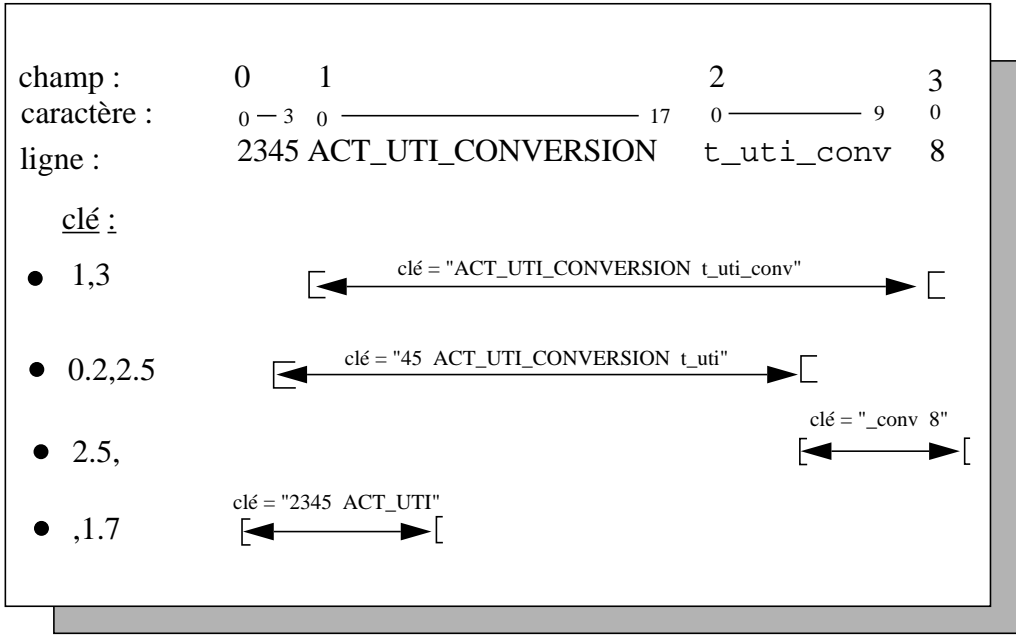 champ : 0 1 2 3
caractère : 0 3 0 17 0 9 0
ligne : 2345 ACT_UTI_CONVERSION t_uti_conv 8
clé :
1,3 clé = "ACT_UTI_CONVERSION t_uti_conv"
0.2,2.5 clé = "45 ACT_UTI_CONVERSION t_uti"
2.5, clé = "_conv 8"
,1.7 clé = "2345 ACT_UTI"